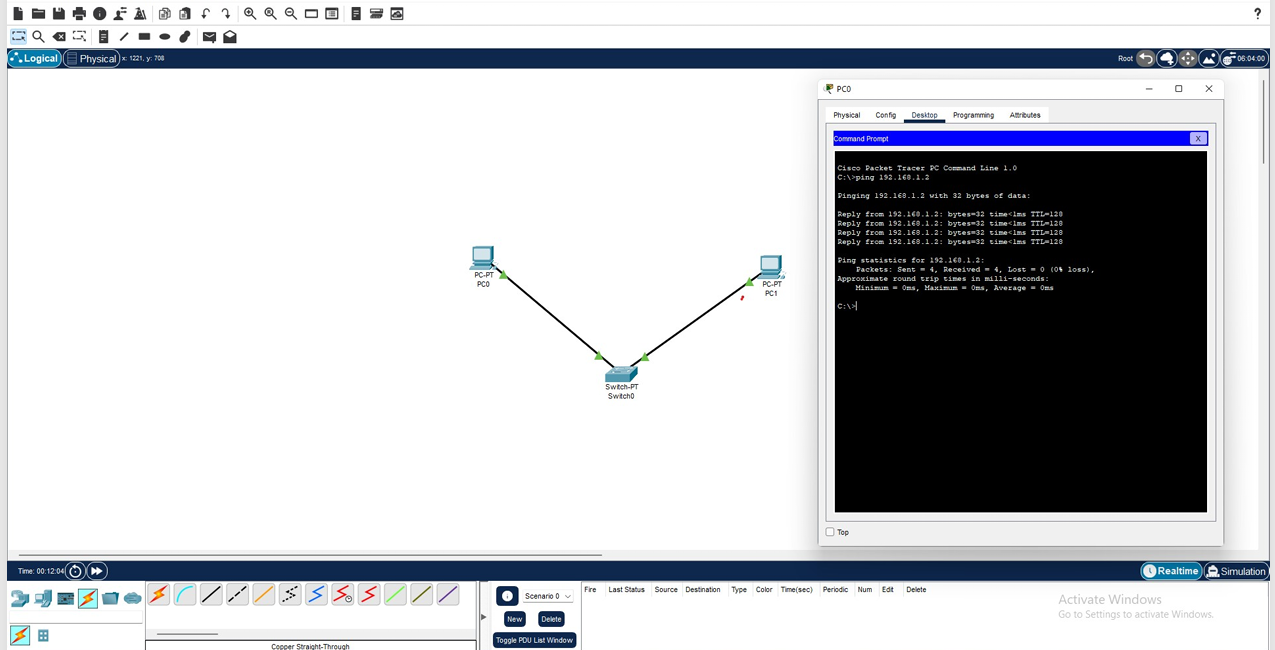 ?
Logical Physical x: 1221, y: 708
Root 06:04:00
PC0
Physical Config Desktop Programming Attributes
Command Prompt X
Cisco Packet Tracer PC Command Line 1.0
C:\>ping 192.168.1.2
Pinging 192.168.1.2 with 32 bytes of data:
Reply from 192.168.1.2: bytes=32 time<1ms TTL=128
Reply from 192.168.1.2: bytes=32 time<1ms TTL=128
Reply from 192.168.1.2: bytes=32 time<1ms TTL=128
Reply from 192.168.1.2: bytes=32 time<1ms TTL=128
Ping statistics for 192.168.1.2:
Packets: Sent = 4, Received = 4, Lost = 0 (0% loss),
Approximate round trip times in milli-seconds:
Minimum = 0ms, Maximum = 0ms, Average = 0ms
C:\>
Top
PC-PT
PC0
PC-PT
PC1
Switch-PT
Switch0
Time: 00:12:04
Realtime Simulation
Scenario 0
New Delete
Toggle PDU List Window
Fire Last Status Source Destination Type Color Time(sec) Periodic Num Edit Delete
Copper Straight-Through
Activate Windows
Go to Settings to activate Windows.